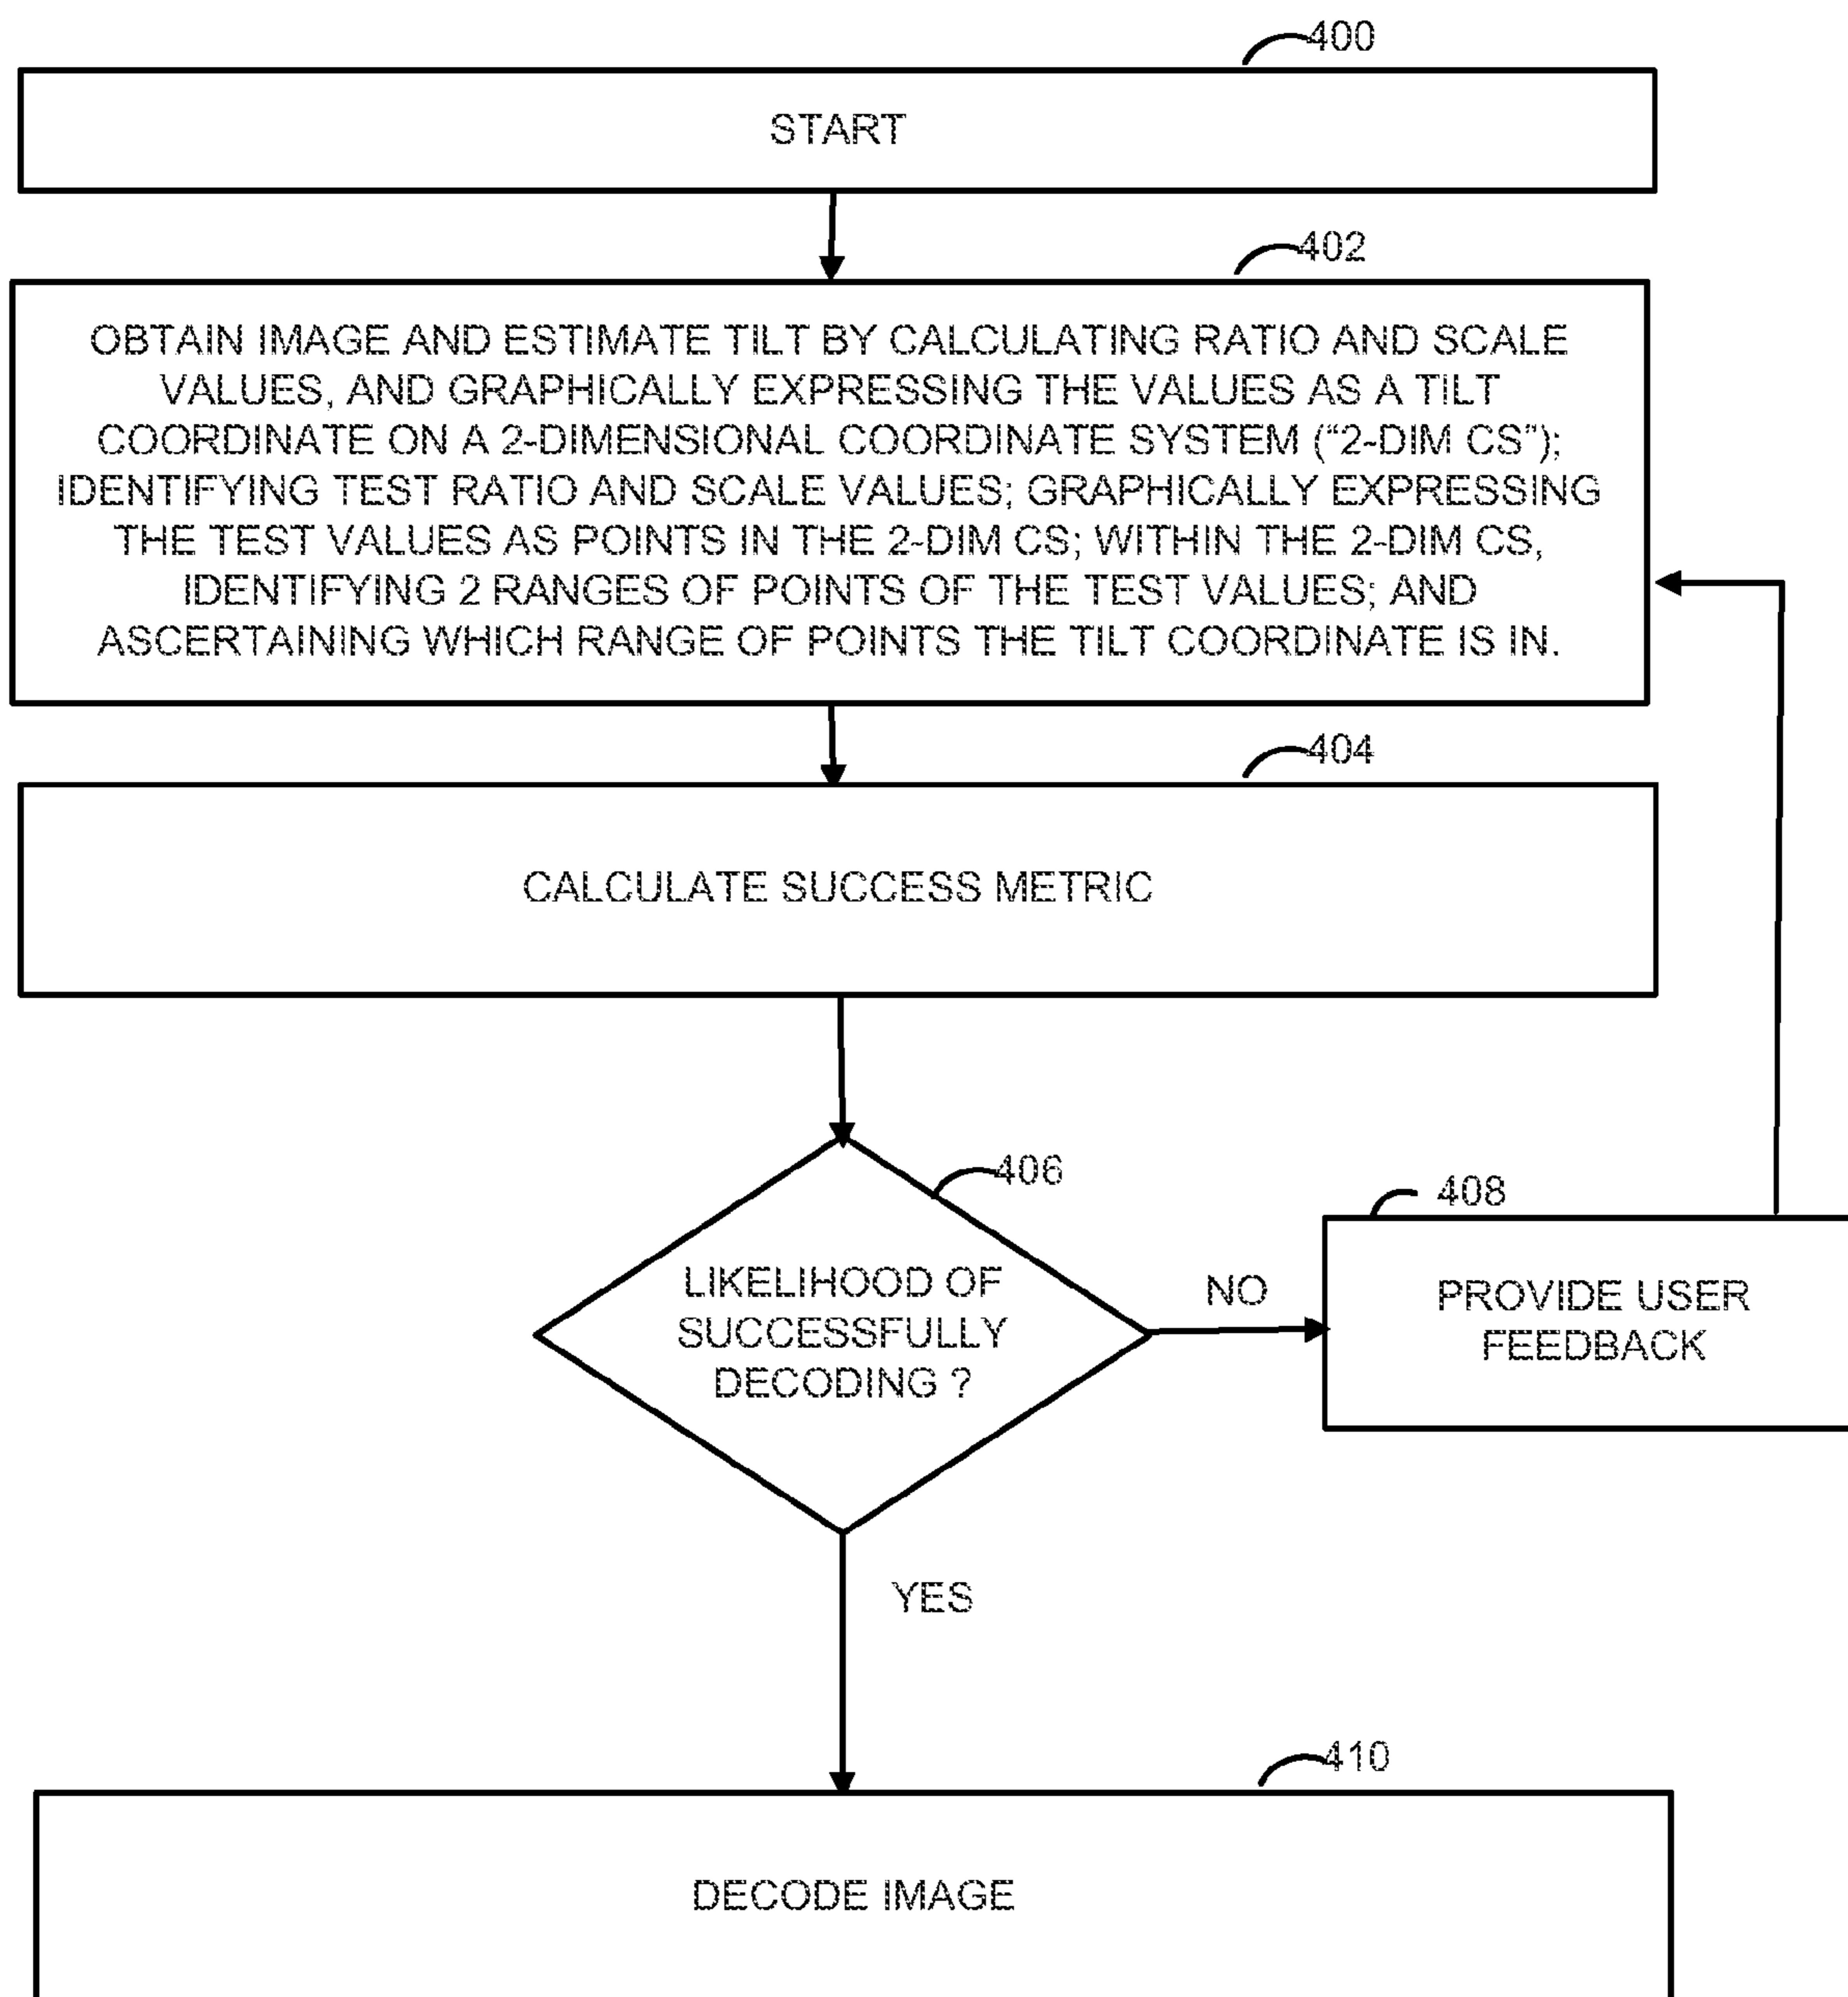 400
START
402
OBTAIN IMAGE AND ESTIMATE TILT BY CALCULATING RATIO AND SCALE
VALUES, AND GRAPHICALLY EXPRESSING THE VALUES AS A TILT
COORDINATE ON A 2-DIMENSIONAL COORDINATE SYSTEM (“2-DIM CS”);
IDENTIFYING TEST RATIO AND SCALE VALUES; GRAPHICALLY EXPRESSING
THE TEST VALUES AS POINTS IN THE 2-DIM CS; WITHIN THE 2-DIM CS,
IDENTIFYING 2 RANGES OF POINTS OF THE TEST VALUES; AND
ASCERTAINING WHICH RANGE OF POINTS THE TILT COORDINATE IS IN.
404
CALCULATE SUCCESS METRIC
406
LIKELIHOOD OF
SUCCESSFULLY
DECODING ?
NO
408
PROVIDE USER
FEEDBACK
YES
410
DECODE IMAGE